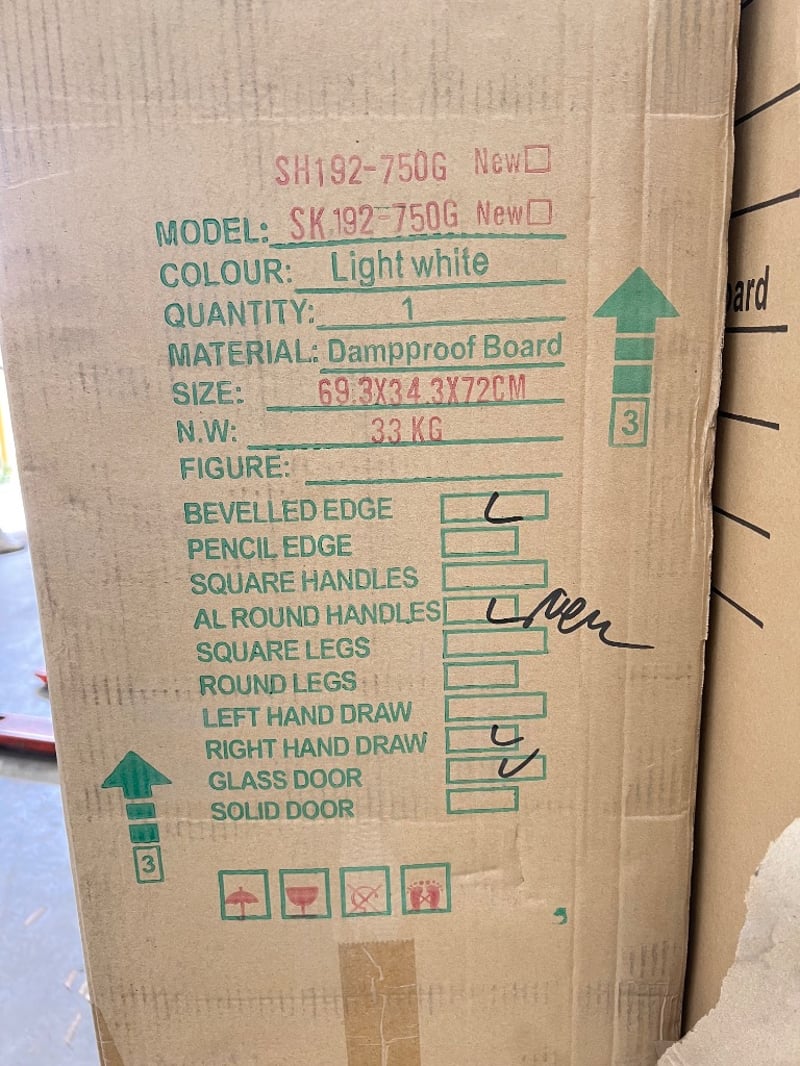 SH192-750G New
MODEL: SK192-750G New
COLOUR: Light white
QUANTITY: 1
MATERIAL: Dampproof Board
SIZE: 69.3X34.3X72CM
N.W: 33 KG
FIGURE:
BEVELLED EDGE
PENCIL EDGE
SQUARE HANDLES
AL ROUND HANDLES
SQUARE LEGS
ROUND LEGS
LEFT HAND DRAW
RIGHT HAND DRAW
GLASS DOOR
SOLID DOOR
3
3
ard